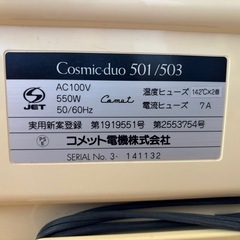 Cosmic·duo 501/503
S
JET
AC100V
550W
50/60Hz
Comet
温度ヒューズ 142℃×2個
電流ヒューズ 7A
実用新案登録 第1919551号 第2553754号
コメット電機株式会社
SERIAL No. 3- 141132